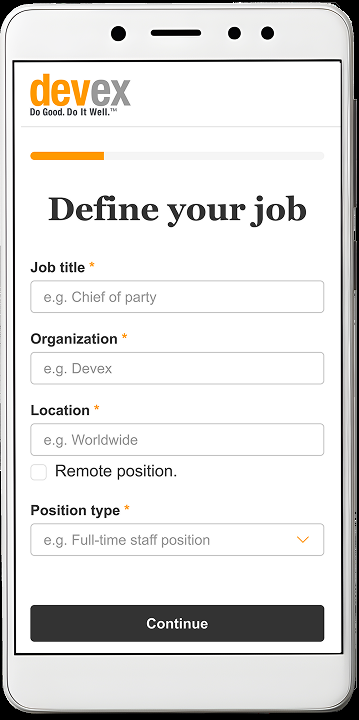 devex
Do Good. Do It Well.™
Define your job
Job title *
e.g. Chief of party
Organization *
e.g. Devex
Location *
e.g. Worldwide
Remote position.
Position type *
e.g. Full-time staff position
Continue